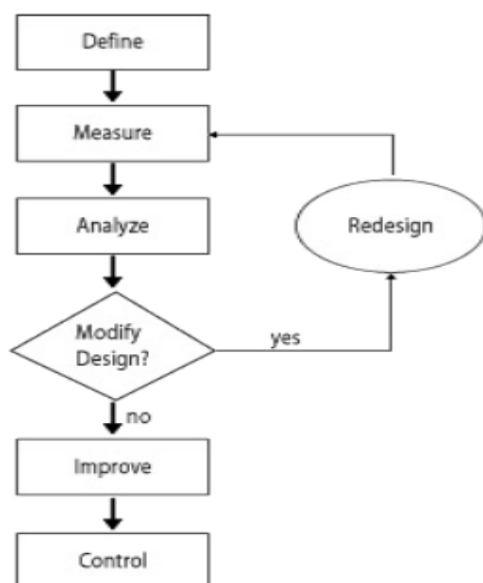 Define
Measure
Analyze
Redesign
Modify
Design?
yes
no
Improve
Control